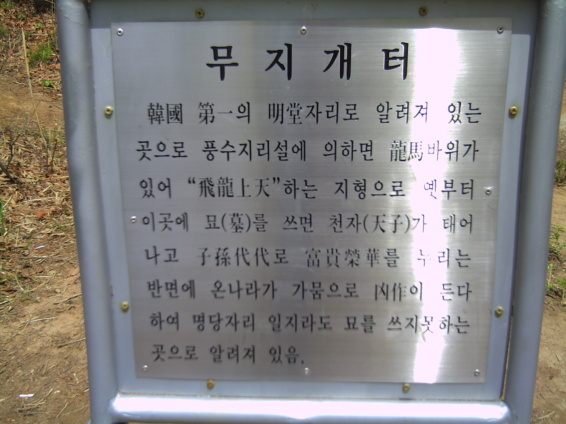 무지개터
韓國 第一의 明堂자리로 알려져 있는
곳으로 풍수지리설에 의하면 龍馬바위가
있어 "飛龍上天"하는 지형으로 옛부터
이곳에 묘(墓)를 쓰면 천자(天子)가 태어
나고 子孫代代로 富貴榮華를 누리는
반면에 온나라가 가뭄으로 凶作이 든다
하여 명당자리 일지라도 묘를 쓰지못하는
곳으로 알려져 있음.